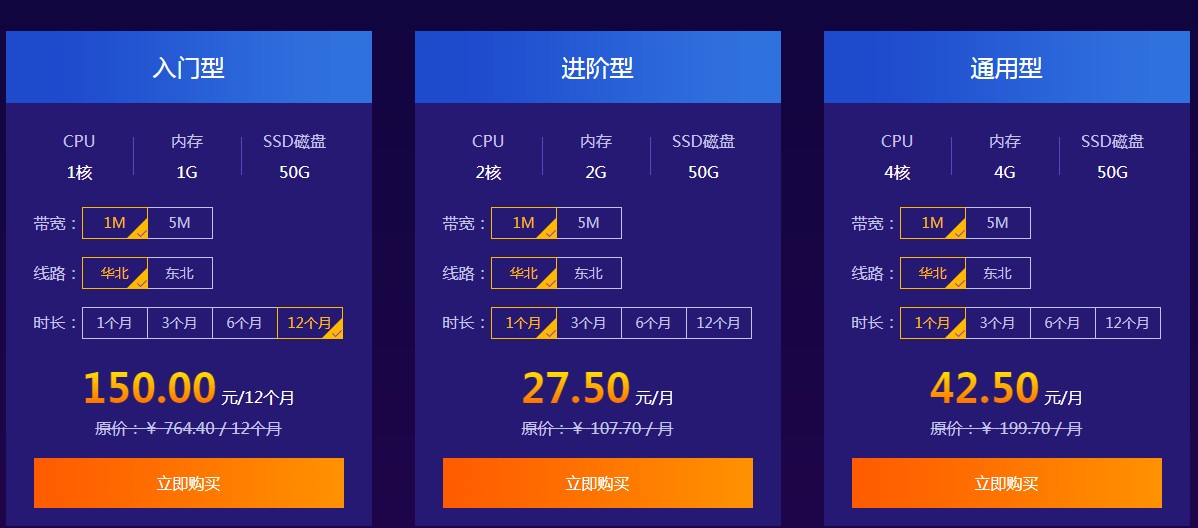 入门型
CPU 内存 SSD磁盘
1核 1G 50G
带宽： 1M 5M
线路： 华北 东北
时长： 1个月 3个月 6个月 12个月
150.00 元/12个月
原价：￥ 764.40 / 12个月
立即购买
进阶型
CPU 内存 SSD磁盘
2核 2G 50G
带宽： 1M 5M
线路： 华北 东北
时长： 1个月 3个月 6个月 12个月
27.50 元/月
原价：￥ 107.70 / 月
立即购买
通用型
CPU 内存 SSD磁盘
4核 4G 50G
带宽： 1M 5M
线路： 华北 东北
时长： 1个月 3个月 6个月 12个月
42.50 元/月
原价：￥ 199.70 / 月
立即购买